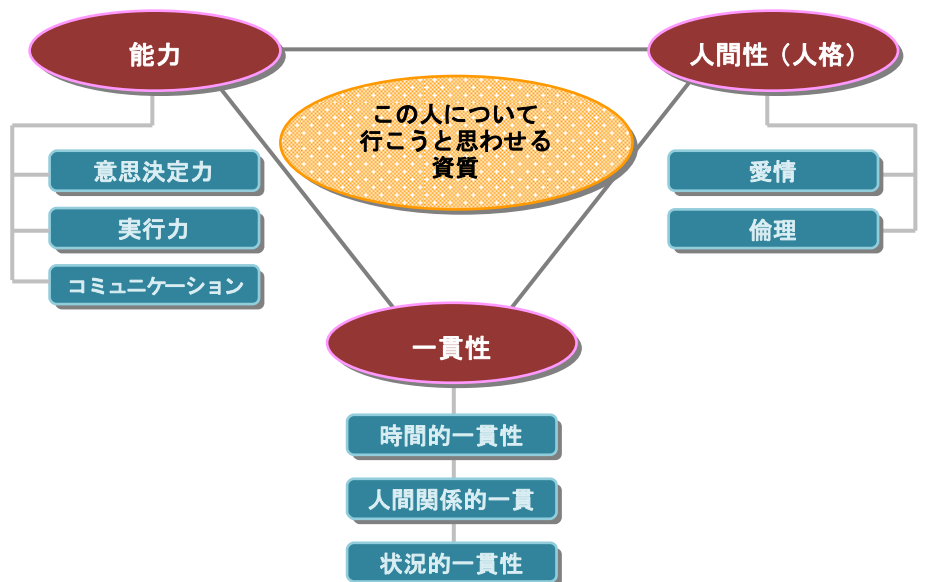 能力
人間性（人格）
この人について
行こうと思わせる
資質
意思決定力
実行力
コミュニケーション
愛情
倫理
一貫性
時間的一貫性
人間関係的一貫
状況的一貫性